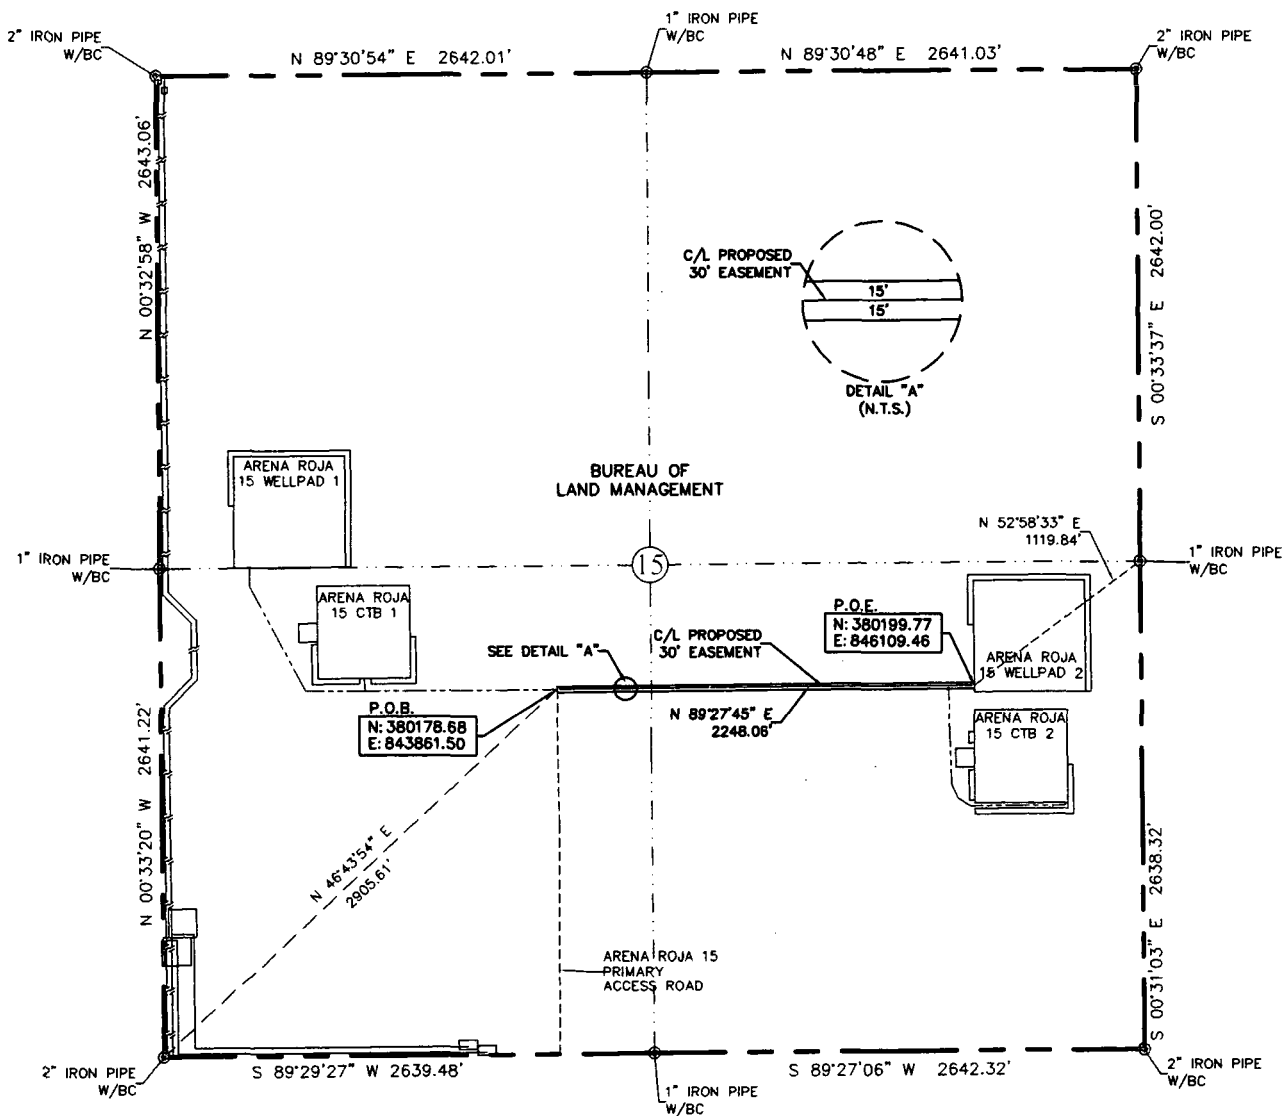 2" IRON PIPE
W/BC
N 89°30'54" E 2642.01'
1" IRON PIPE
W/BC
N 89°30'48" E 2641.03'
2" IRON PIPE
W/BC
N 00°32'58" W 2643.06'
S 00°33'37" E 2642.00'
C/L PROPOSED
30' EASEMENT
15'
15'
DETAIL "A"
(N.T.S.)
ARENA ROJA
15 WELLPAD 1
BUREAU OF
LAND MANAGEMENT
N 52°58'33" E
1119.84'
1" IRON PIPE
W/BC
15
1" IRON PIPE
W/BC
ARENA ROJA
15 CTB 1
P.O.E.
N: 380199.77
E: 846109.46
C/L PROPOSED
30' EASEMENT
SEE DETAIL "A"
ARENA ROJA
15 WELLPAD 2
P.O.B.
N: 380178.68
E: 843861.50
N 89°27'45" E
2248.06'
ARENA ROJA
15 CTB 2
N 00°33'20" W 2641.22'
S 00°31'03" E 2638.32'
N 46°43'54" E
2905.61'
ARENA ROJA 15
PRIMARY
ACCESS ROAD
2" IRON PIPE
W/BC
S 89°29'27" W 2639.48'
1" IRON PIPE
W/BC
S 89°27'06" W 2642.32'
2" IRON PIPE
W/BC